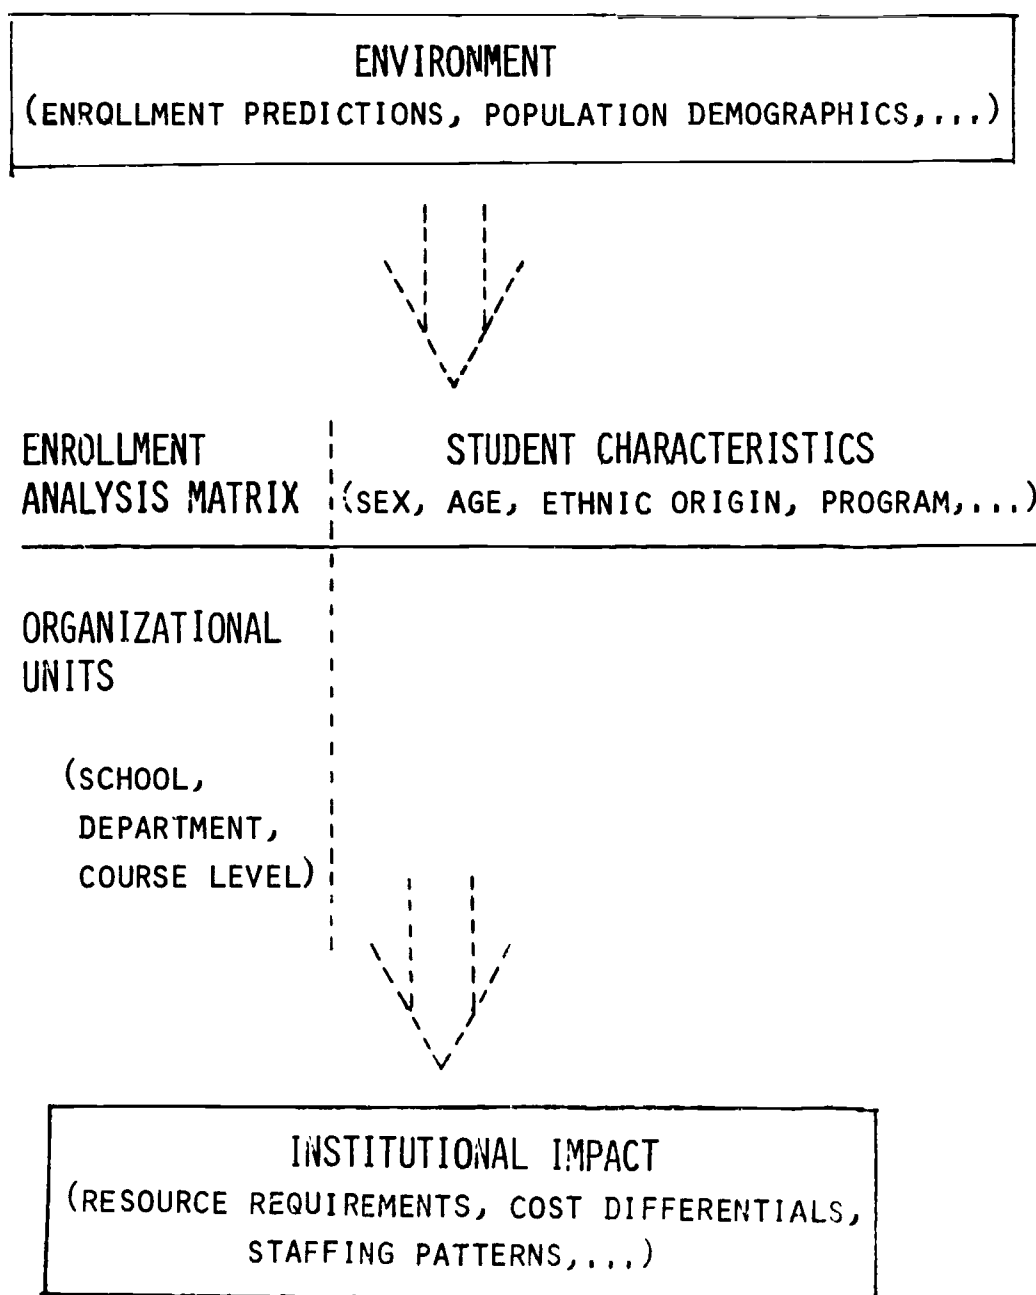 ENVIRONMENT
(ENROLLMENT PREDICTIONS, POPULATION DEMOGRAPHICS,...)
ENROLLMENT
ANALYSIS MATRIX
STUDENT CHARACTERISTICS
(SEX, AGE, ETHNIC ORIGIN, PROGRAM,...)
ORGANIZATIONAL
UNITS
(SCHOOL,
DEPARTMENT,
COURSE LEVEL)
INSTITUTIONAL IMPACT
(RESOURCE REQUIREMENTS, COST DIFFERENTIALS,
STAFFING PATTERNS,...)